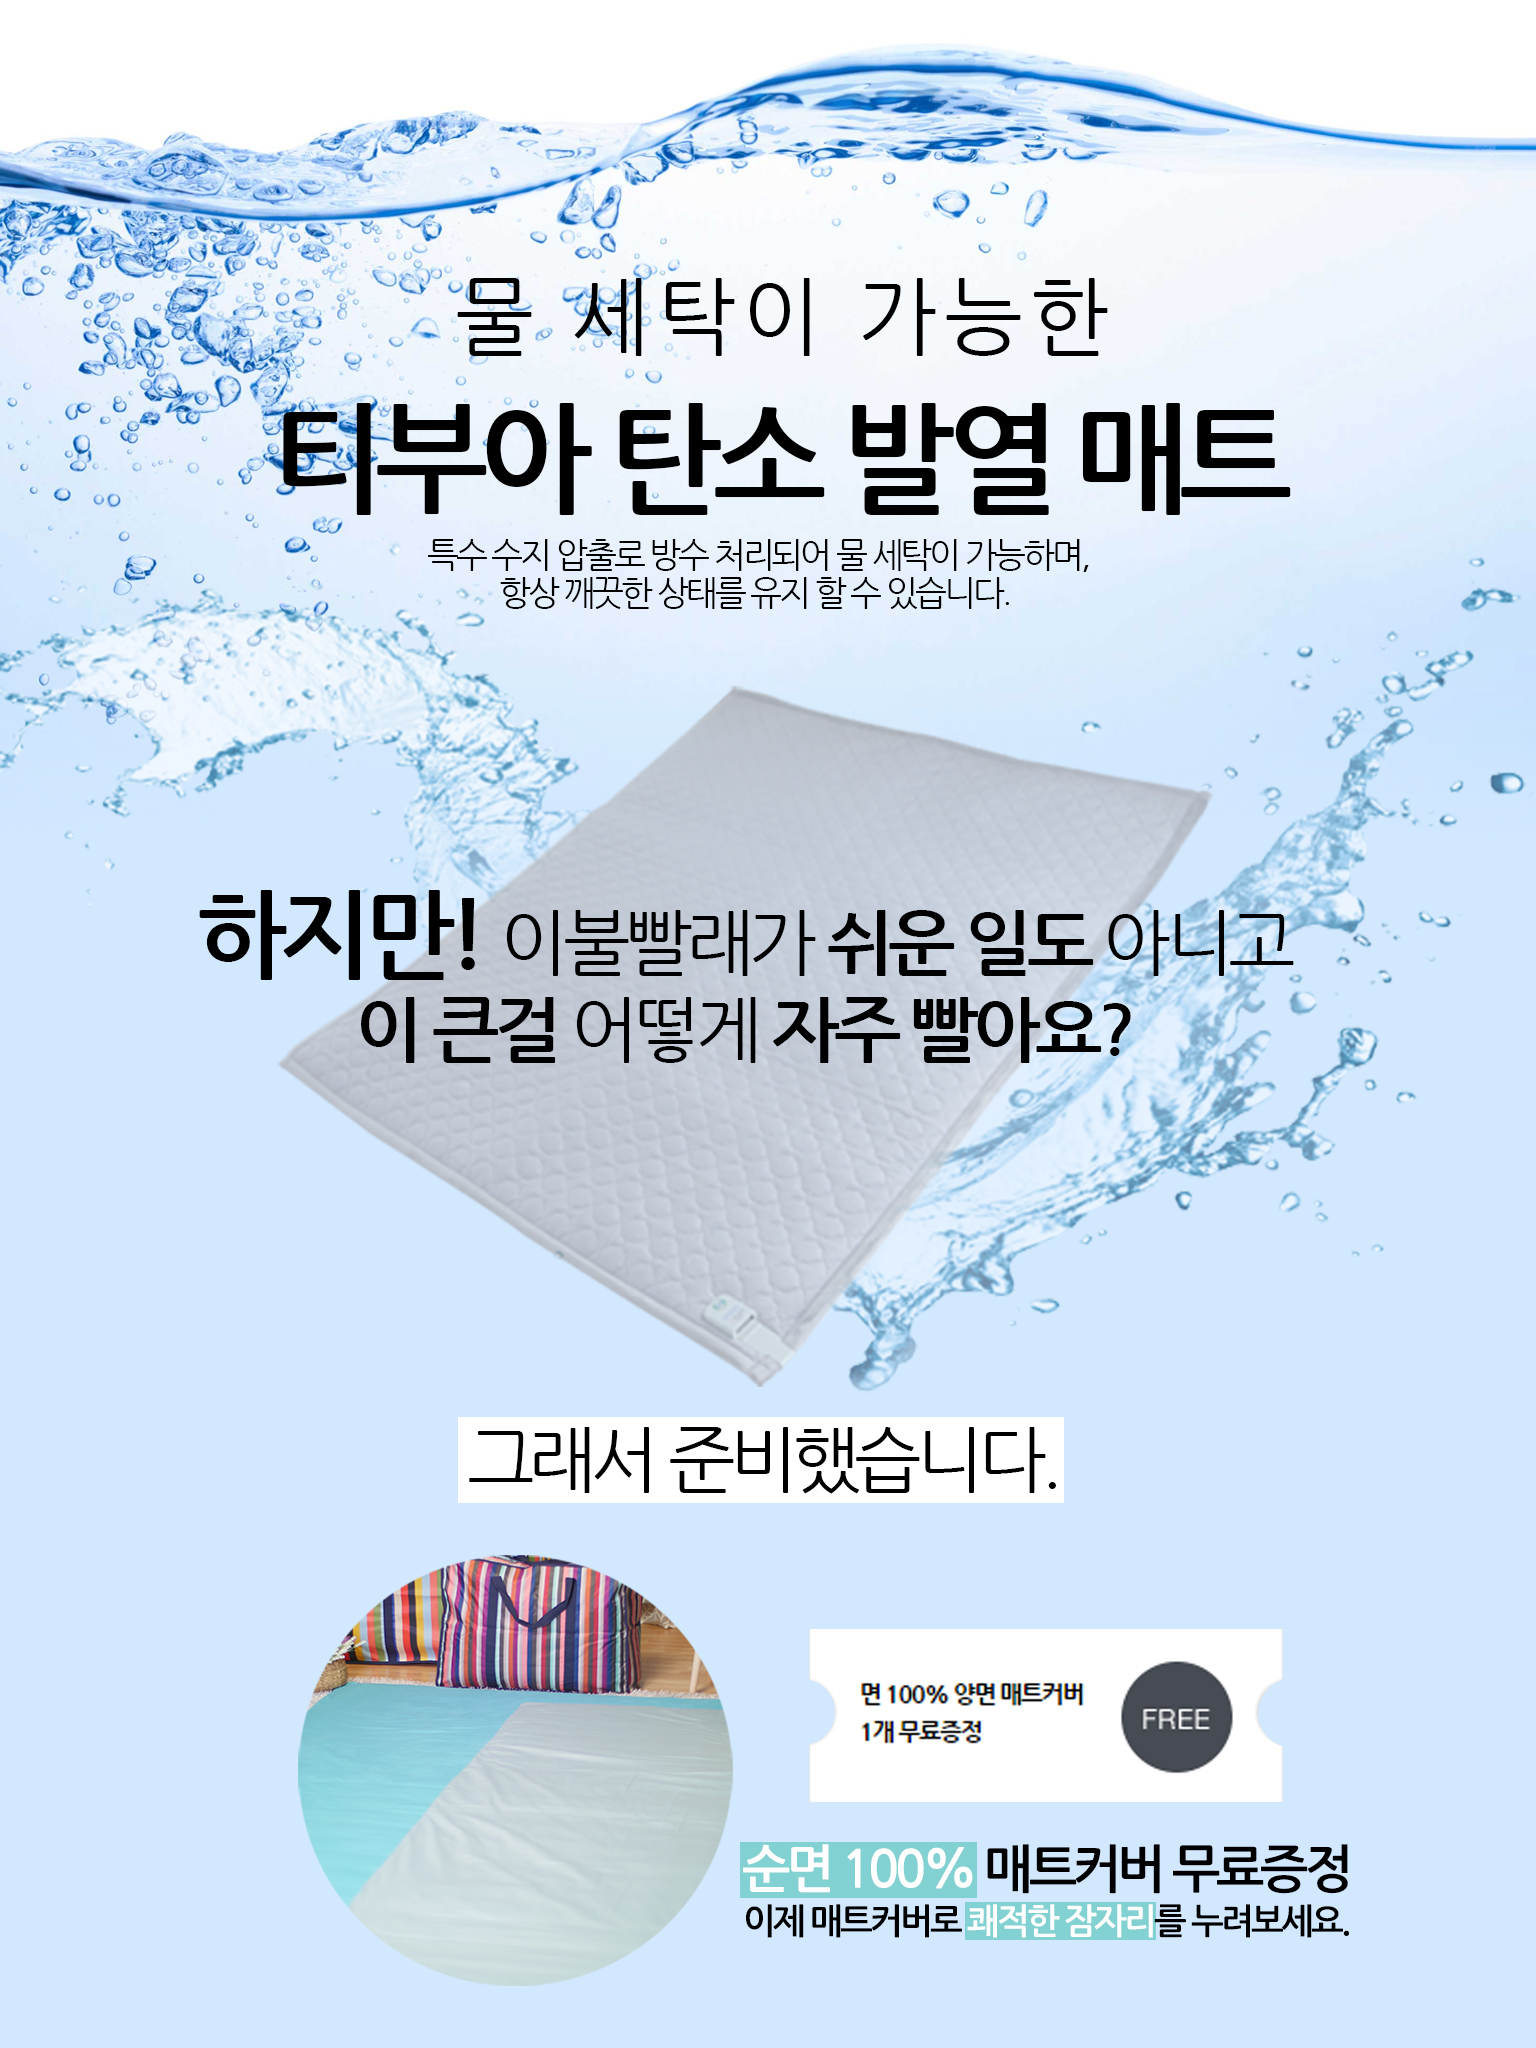 물 세탁이 가능한
티부아 탄소 발열 매트
특수 수지 압출로 방수 처리되어 물 세탁이 가능하며,
항상 깨끗한 상태를 유지 할 수 있습니다.
하지만! 이불빨래가 쉬운 일도 아니고
이 큰걸 어떻게 자주 빨아요?
그래서 준비했습니다.
면 100% 양면 매트커버
1개 무료증정
FREE
순면 100% 매트커버 무료증정
이제 매트커버로 쾌적한 잠자리를 누려보세요.